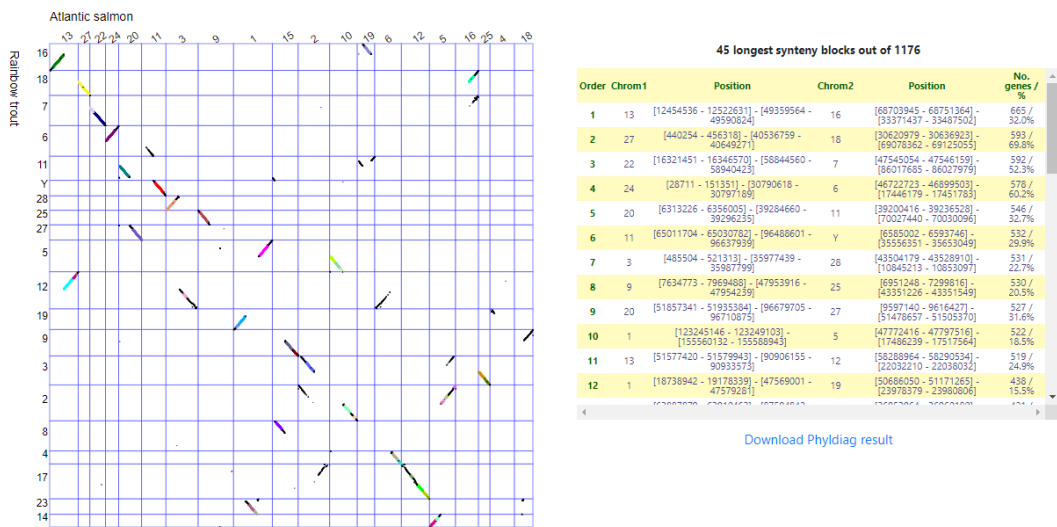 Atlantic salmon
13 27 22 24 20 11 3 9 1 15 2 10 19 6 12 5 16 25 4 18
Rainbow trout
16
18
7
6
11
Y
28
25
27
5
12
19
9
3
2
8
4
17
23
14
45 longest synteny blocks out of 1176
Order Chrom1 Position Chrom2 Position No. genes / %
1 13 [12454536 - 12522631] - [49359564 - 49590824] 16 [68703945 - 68751364] - [33371437 - 33487502] 665 / 32.0%
2 27 [440254 - 456318] - [40536759 - 40649271] 18 [30620979 - 30636923] - [69078362 - 69125055] 593 / 69.8%
3 22 [16321451 - 16346570] - [58844560 - 58940423] 7 [47545054 - 47546159] - [86017685 - 86027979] 592 / 52.3%
4 24 [28711 - 151351] - [30790618 - 30797189] 6 [46722723 - 46899503] - [17446179 - 17451783] 578 / 60.2%
5 20 [6313226 - 6356005] - [39284660 - 39296235] 11 [39200416 - 39236528] - [70027440 - 70030096] 546 / 32.7%
6 11 [65011704 - 65030782] - [96488601 - 96637939] Y [6585002 - 6593746] - [35556351 - 35653049] 532 / 29.9%
7 3 [485504 - 521313] - [35977439 - 35987799] 28 [43504179 - 43528910] - [10845213 - 10853097] 531 / 22.7%
8 9 [7634773 - 7969488] - [47953916 - 47954239] 25 [6951248 - 7299816] - [43351226 - 43351549] 530 / 20.5%
9 20 [51857341 - 51935384] - [96679705 - 96710875] 27 [9597140 - 9616427] - [51478657 - 51505370] 527 / 31.6%
10 1 [123245146 - 123249103] - [155560132 - 155588943] 5 [47772416 - 47797516] - [17486239 - 17517564] 522 / 18.5%
11 13 [51577420 - 51579943] - [90906155 - 90933573] 12 [58288964 - 58290534] - [22032210 - 22038032] 519 / 24.9%
12 1 [18738942 - 19178339] - [47569001 - 47579281] 19 [50686050 - 51171265] - [23978379 - 23980806] 438 / 15.5%
Download Phyldiag result